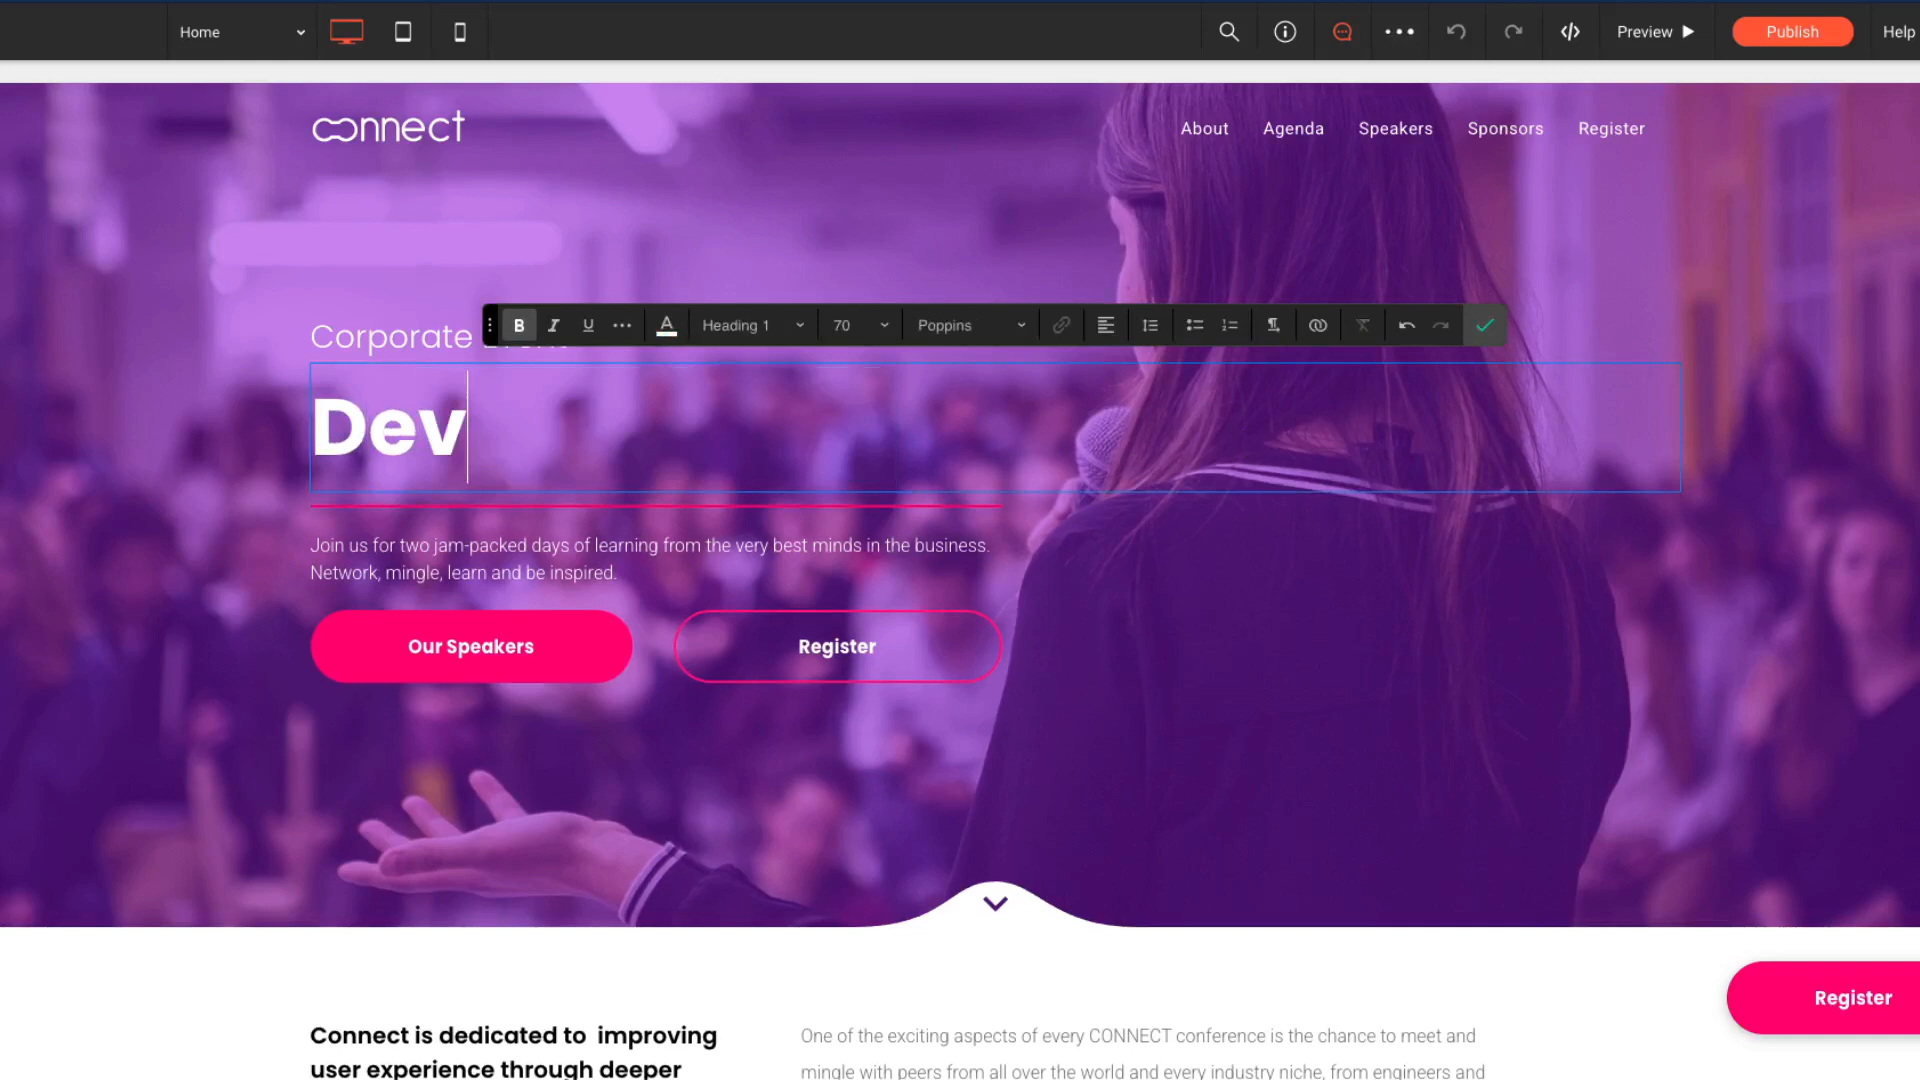 Home
Preview
Publish
Help
connect
About
Agenda
Speakers
Sponsors
Register
B I U A Heading 1 70 Poppins
Corporate
Dev
Join us for two jam-packed days of learning from the very best minds in the business.
Network, mingle, learn and be inspired.
Our Speakers
Register
Register
Connect is dedicated to improving
user experience through deeper
One of the exciting aspects of every CONNECT conference is the chance to meet and
mingle with peers from all over the world and every industry niche, from engineers and